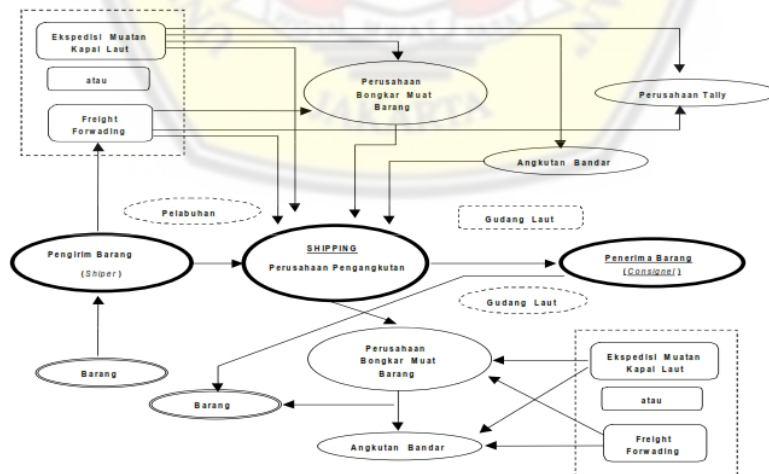 Ekspedisi Muatan
Kapal Laut
atau
Freight
Forwading
Perusahaan
Bongkar Muat
Barang
Perusahaan Tally
JAKARTA
Angkutan Bandar
Pelabuhan
Gudang Laut
Pengirim Barang
(Shiper)
SHIPPING
Perusahaan Pengangkutan
Penerima Barang
(Consignei)
Gudang Laut
Barang
Barang
Perusahaan
Bongkar Muat
Barang
Angkutan Bandar
Ekspedisi Muatan
Kapal Laut
atau
Freight
Forwading